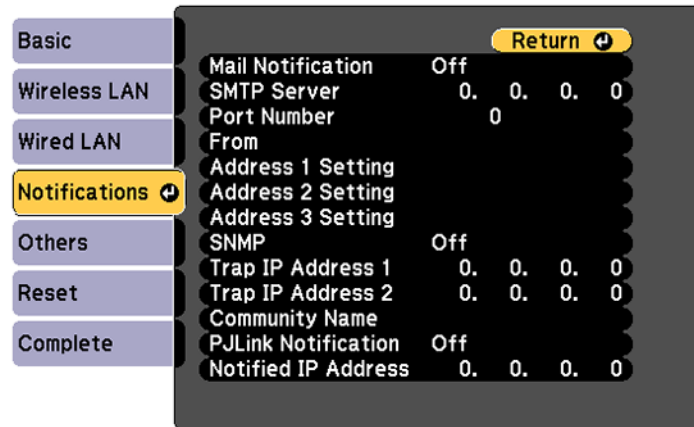 Basic
Wireless LAN
Wired LAN
Notifications
Others
Reset
Complete
Return
Mail Notification Off
SMTP Server 0. 0. 0. 0
Port Number 0
From
Address 1 Setting
Address 2 Setting
Address 3 Setting
SNMP Off
Trap IP Address 1 0. 0. 0. 0
Trap IP Address 2 0. 0. 0. 0
Community Name
PJLink Notification Off
Notified IP Address 0. 0. 0. 0